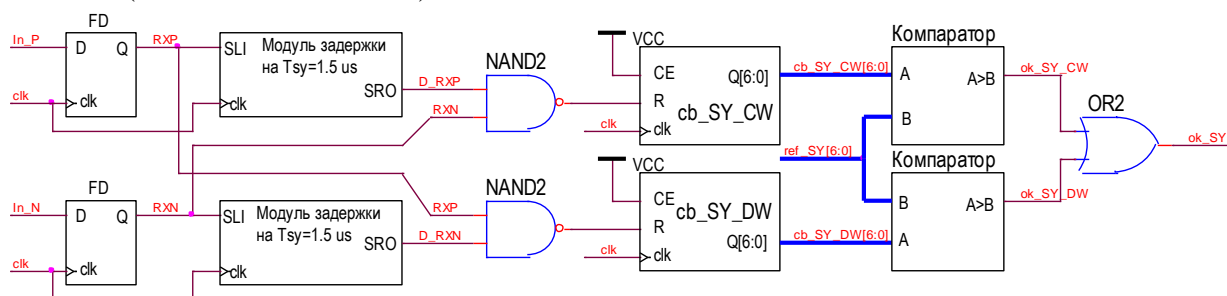 FD
In_P
D
Q
RXP
clk
clk
SLI
Модуль задержки
на Tsy=1.5 us
SRO
clk
D_RXP
RXN
NAND2
VCC
CE
R
Q[6:0]
cb_SY_CW
clk
clk
cb_SY_CW[6:0]
Компаратор
A
A>B
B
ok_SY_CW
OR2
ok_SY
ref_SY[6:0]
FD
In_N
D
Q
RXN
clk
clk
SLI
Модуль задержки
на Tsy=1.5 us
SRO
clk
RXP
D_RXN
NAND2
VCC
CE
cb_SY_DW
R
Q[6:0]
clk
clk
cb_SY_DW[6:0]
Компаратор
B
A>B
A
ok_SY_DW